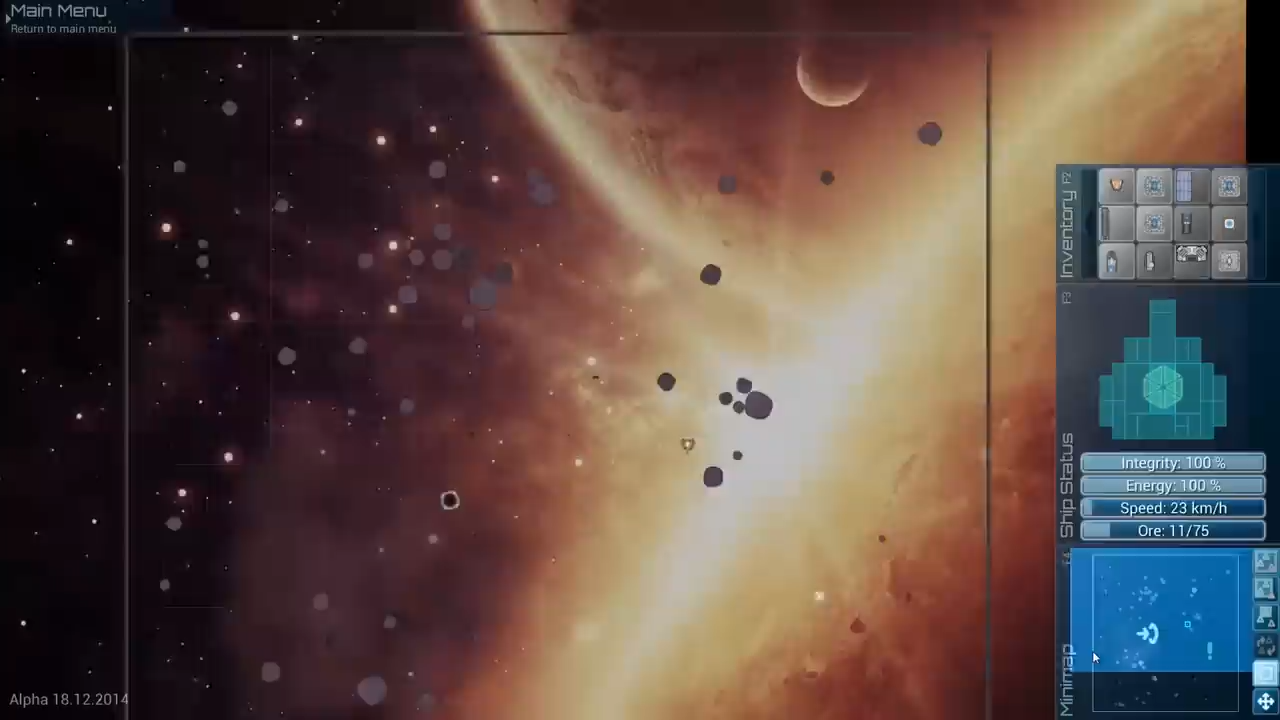 Main Menu
Return to main menu
Inventory F2
F3
Ship Status
Integrity: 100 %
Energy: 100 %
Speed: 23 km/h
Ore: 11/75
Minimap
Alpha 18.12.2014